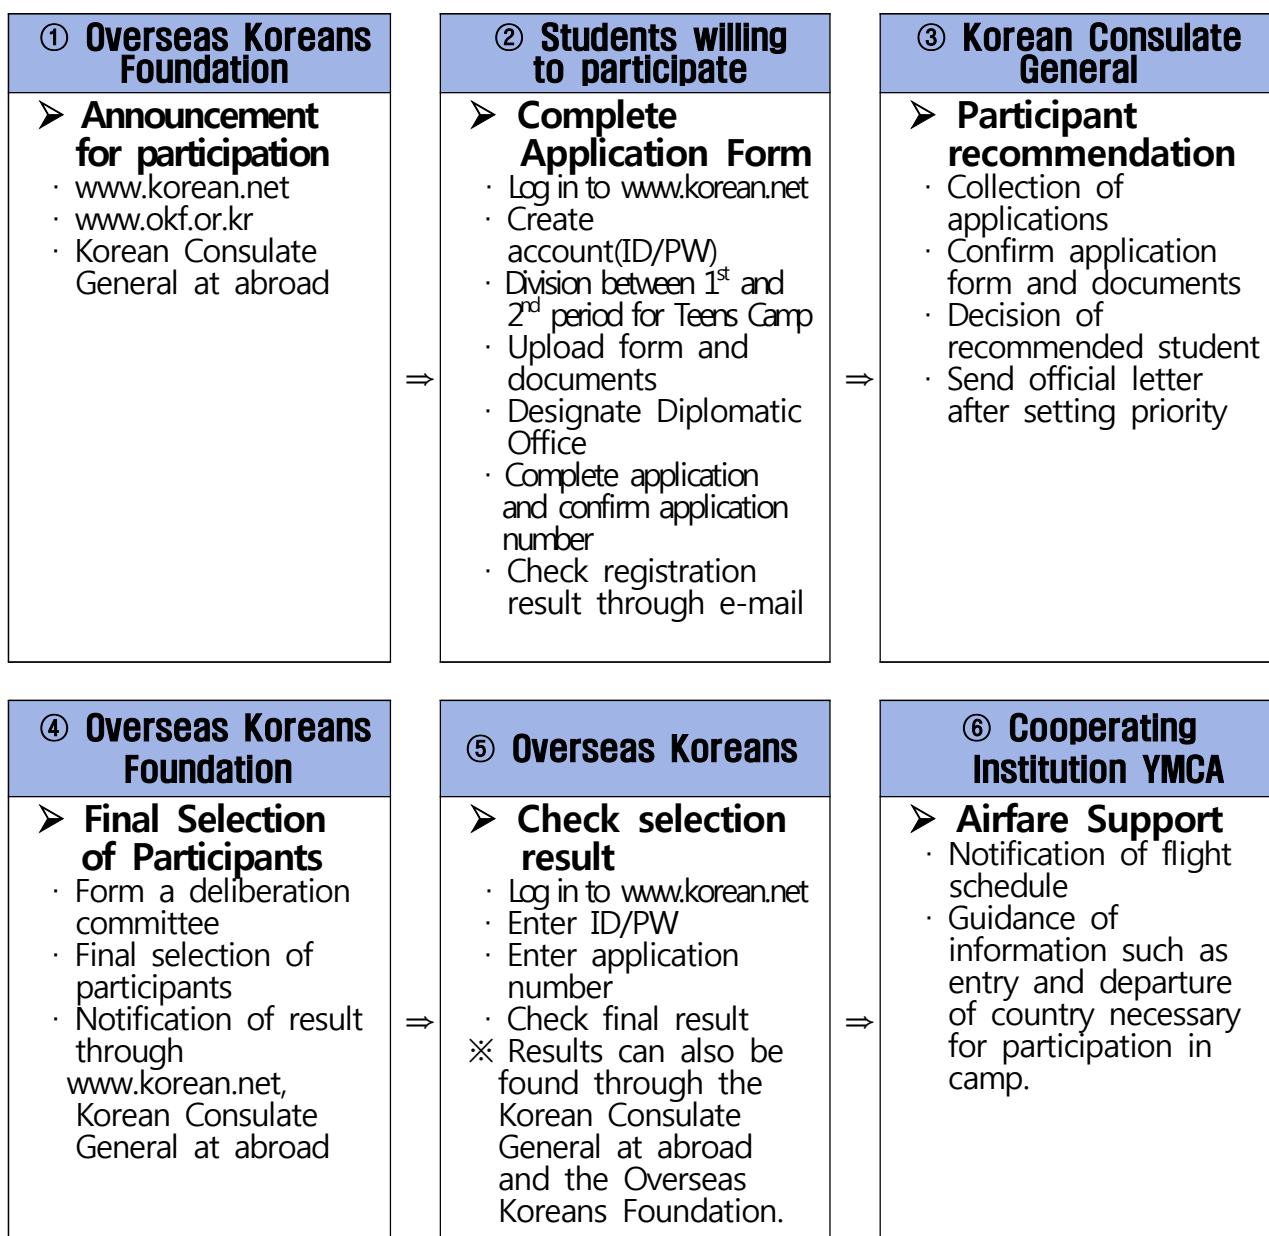 ① Overseas Koreans
Foundation
➢ Announcement
for participation
· www.korean.net
· www.okf.or.kr
· Korean Consulate
General at abroad
⇒
② Students willing
to participate
➢ Complete
Application Form
· Log in to www.korean.net
· Create
account(ID/PW)
· Division between 1st and
2nd period for Teens Camp
· Upload form and
documents
· Designate Diplomatic
Office
· Complete application
and confirm application
number
· Check registration
result through e-mail
⇒
③ Korean Consulate
General
➢ Participant
recommendation
· Collection of
applications
· Confirm application
form and documents
· Decision of
recommended student
· Send official letter
after setting priority
④ Overseas Koreans
Foundation
➢ Final Selection
of Participants
· Form a deliberation
committee
· Final selection of
participants
· Notification of result
through
www.korean.net,
Korean Consulate
General at abroad
⇒
⑤ Overseas Koreans
➢ Check selection
result
· Log in to www.korean.net
· Enter ID/PW
· Enter application
number
· Check final result
※ Results can also be
found through the
Korean Consulate
General at abroad
and the Overseas
Koreans Foundation.
⇒
⑥ Cooperating
Institution YMCA
➢ Airfare Support
· Notification of flight
schedule
· Guidance of
information such as
entry and departure
of country necessary
for participation in
camp.